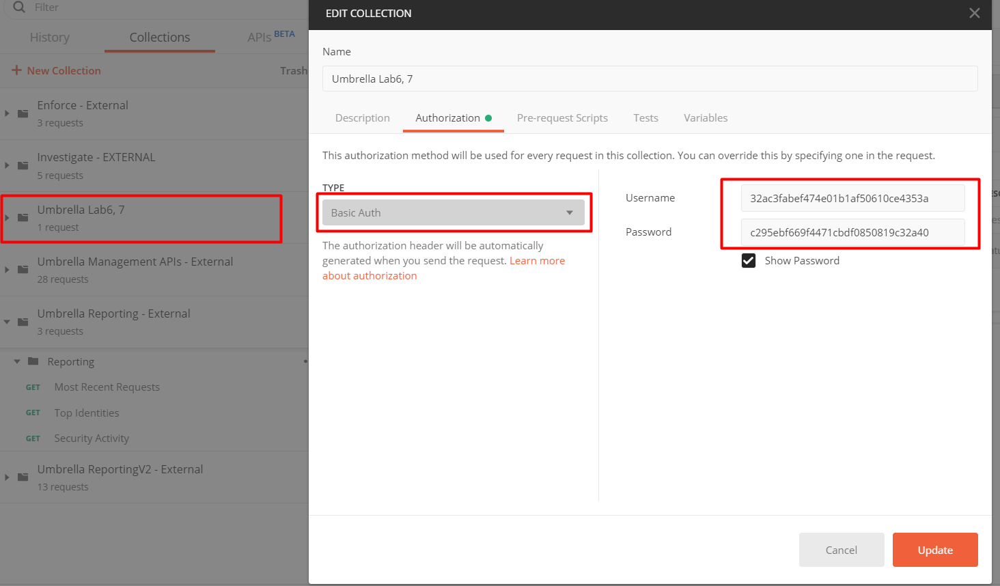 Filter
History
Collections
APIs BETA
+ New Collection
Trash
Enforce - External
3 requests
Investigate - EXTERNAL
5 requests
Umbrella Lab6, 7
1 request
Umbrella Management APIs - External
28 requests
Umbrella Reporting - External
3 requests
Reporting
GET Most Recent Requests
GET Top Identities
GET Security Activity
Umbrella ReportingV2 - External
13 requests
EDIT COLLECTION
Name
Umbrella Lab6, 7
Description
Authorization
Pre-request Scripts
Tests
Variables
This authorization method will be used for every request in this collection. You can override this by specifying one in the request.
TYPE
Basic Auth
The authorization header will be automatically
generated when you send the request. Learn more
about authorization
Username
32ac3fabef474e01b1af50610ce4353a
Password
c295ebf669f4471cbdf0850819c32a40
Show Password
Cancel
Update